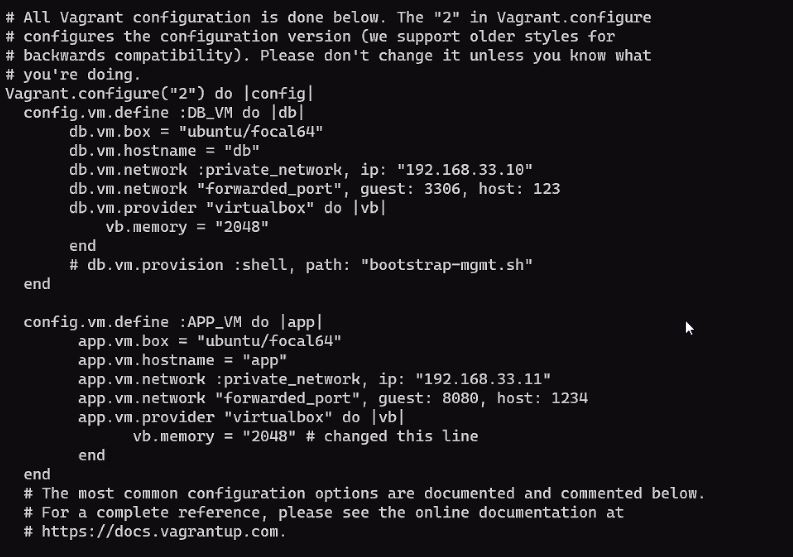 # All Vagrant configuration is done below. The "2" in Vagrant.configure
# configures the configuration version (we support older styles for
# backwards compatibility). Please don't change it unless you know what
# you're doing.
Vagrant.configure("2") do |config|
  config.vm.define :DB_VM do |db|
       db.vm.box = "ubuntu/focal64"
       db.vm.hostname = "db"
       db.vm.network :private_network, ip: "192.168.33.10"
       db.vm.network "forwarded_port", guest: 3306, host: 123
       db.vm.provider "virtualbox" do |vb|
           vb.memory = "2048"
       end
       # db.vm.provision :shell, path: "bootstrap-mgmt.sh"
  end

  config.vm.define :APP_VM do |app|
        app.vm.box = "ubuntu/focal64"
        app.vm.hostname = "app"
        app.vm.network :private_network, ip: "192.168.33.11"
        app.vm.network "forwarded_port", guest: 8080, host: 1234
        app.vm.provider "virtualbox" do |vb|
              vb.memory = "2048" # changed this line
        end
  end
  # The most common configuration options are documented and commented below.
  # For a complete reference, please see the online documentation at
  # https://docs.vagrantup.com.